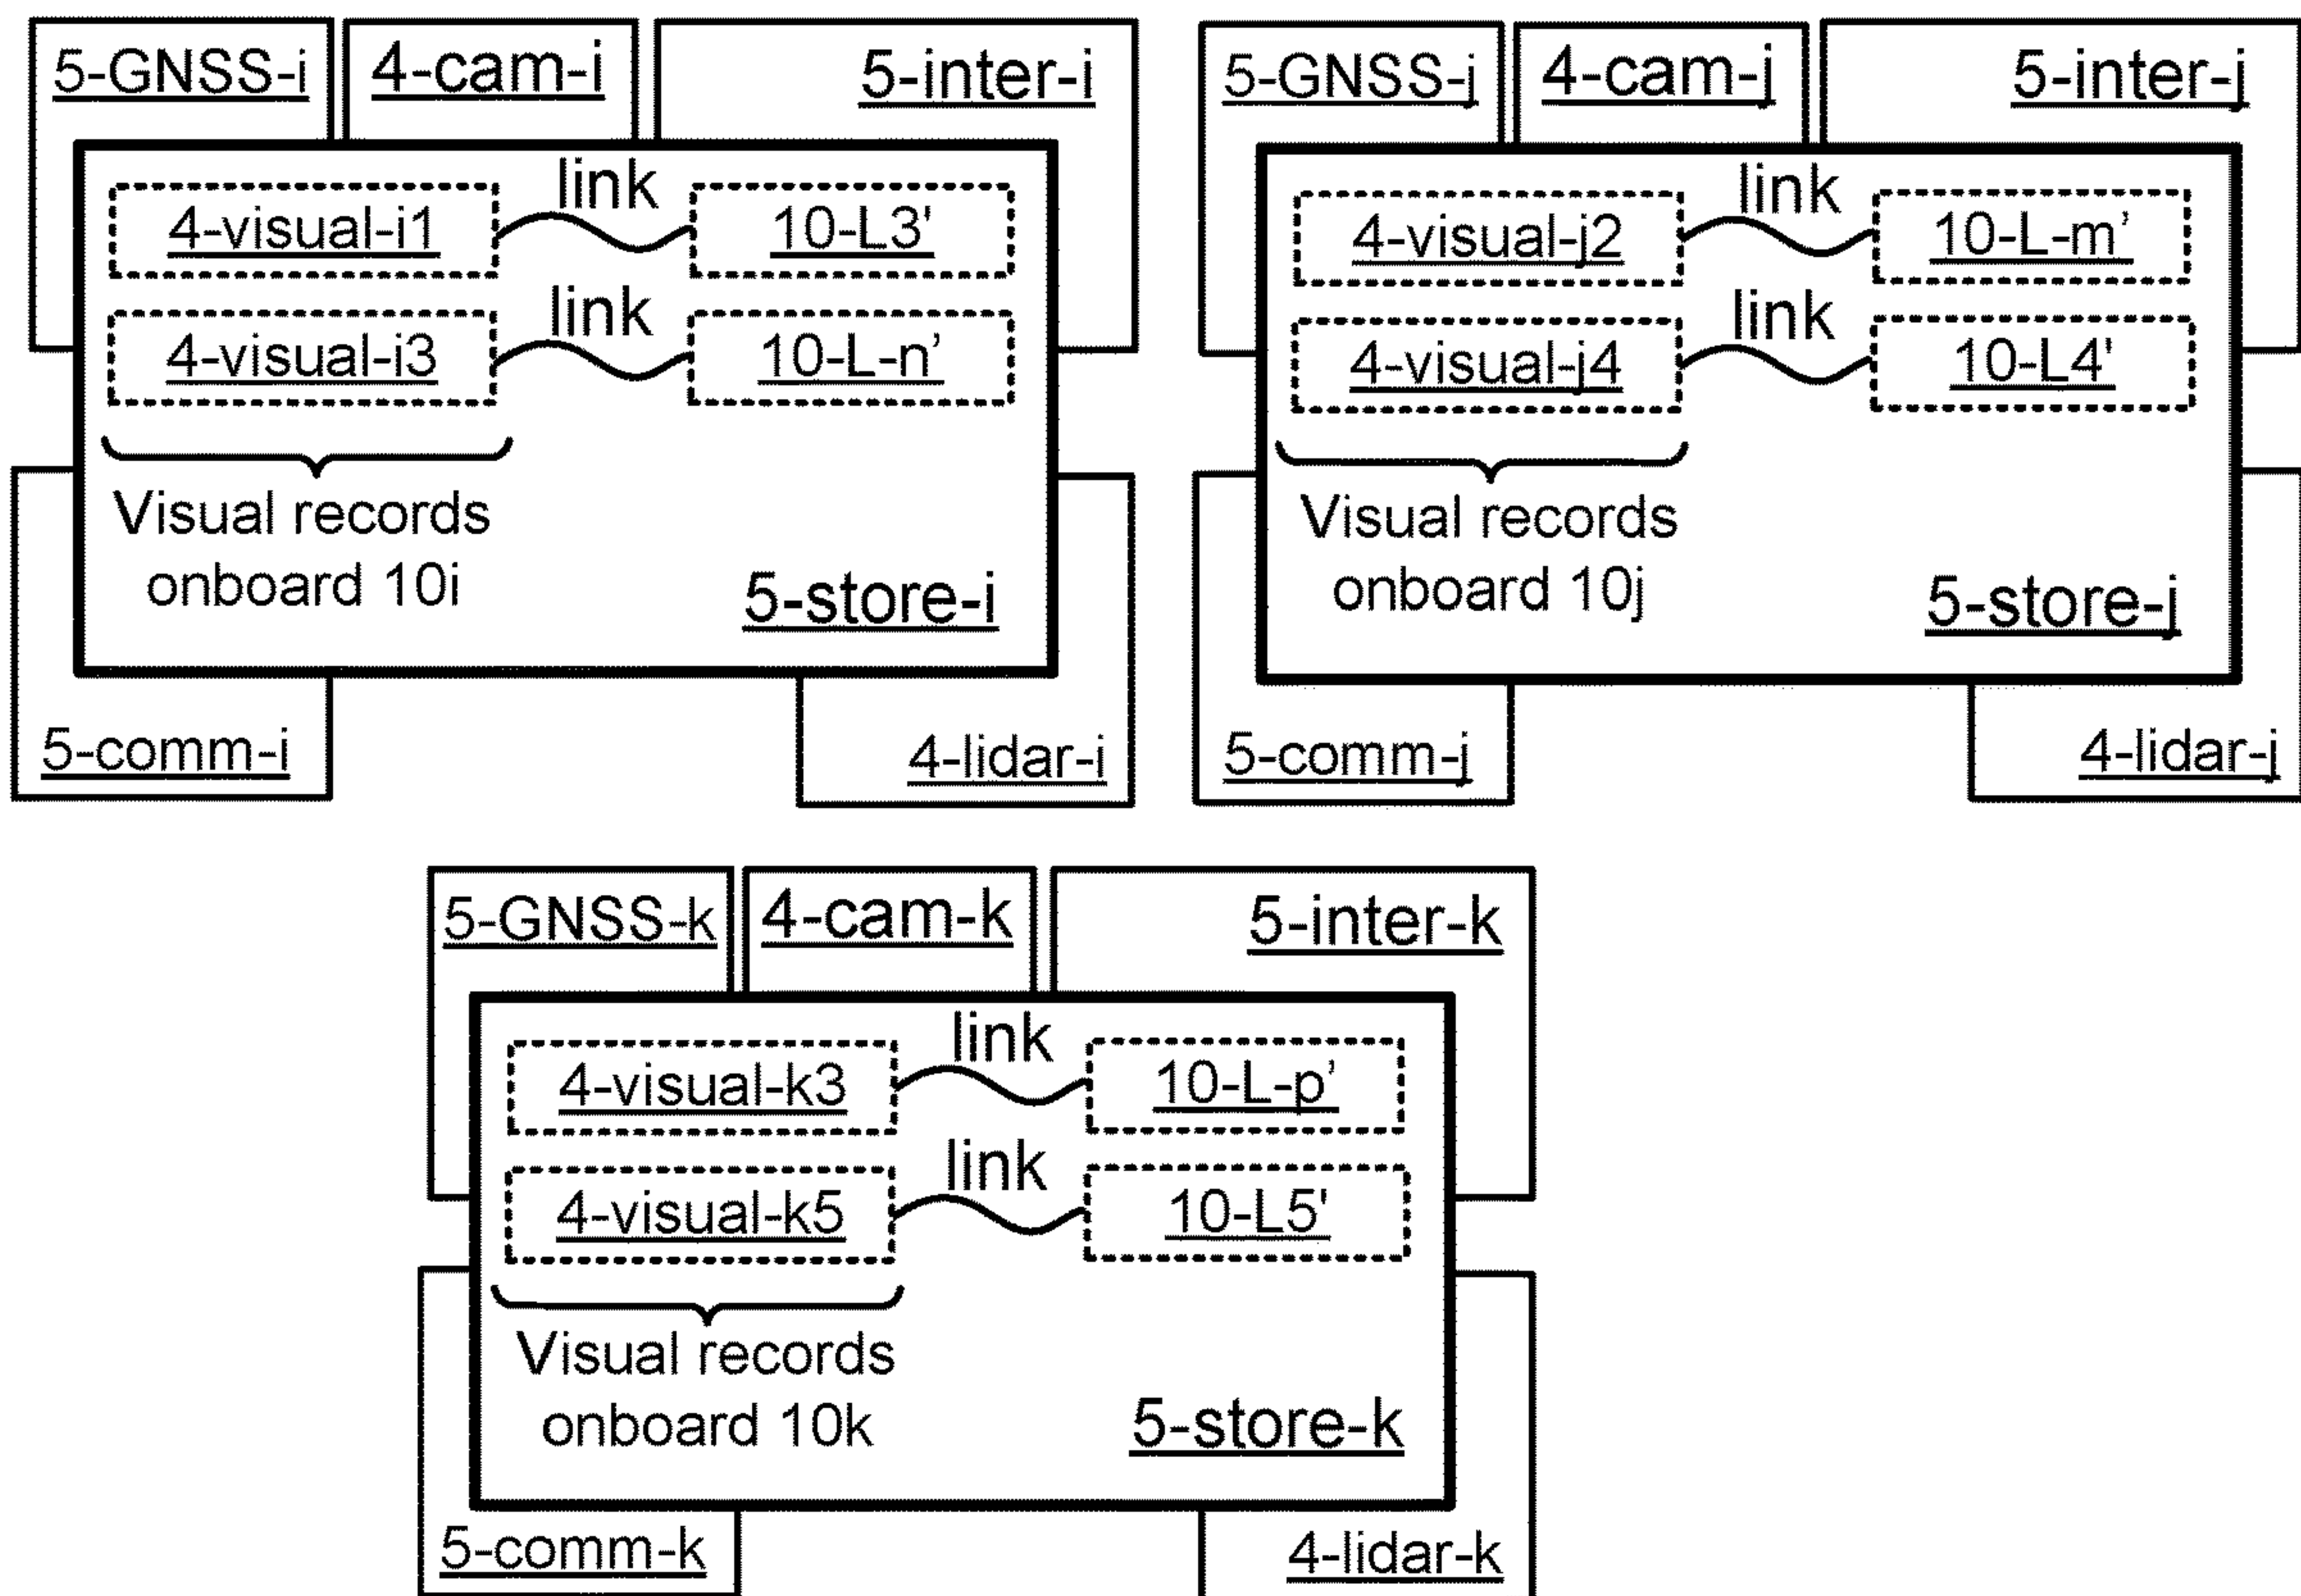 5-GNSS-i
4-cam-i
5-inter-i
4-visual-i1
link
10-L3'
4-visual-i3
link
10-L-n’
Visual records
onboard 10i
5-store-i
5-comm-i
4-lidar-i
5-GNSS-j
4-cam-j
5-inter-j
4-visual-j2
link
10-L-m’
4-visual-j4
link
10-L4'
Visual records
onboard 10j
5-store-j
5-comm-j
4-lidar-j
5-GNSS-k
4-cam-k
5-inter-k
4-visual-k3
link
10-L-p’
4-visual-k5
link
10-L5'
Visual records
onboard 10k
5-store-k
5-comm-k
4-lidar-k